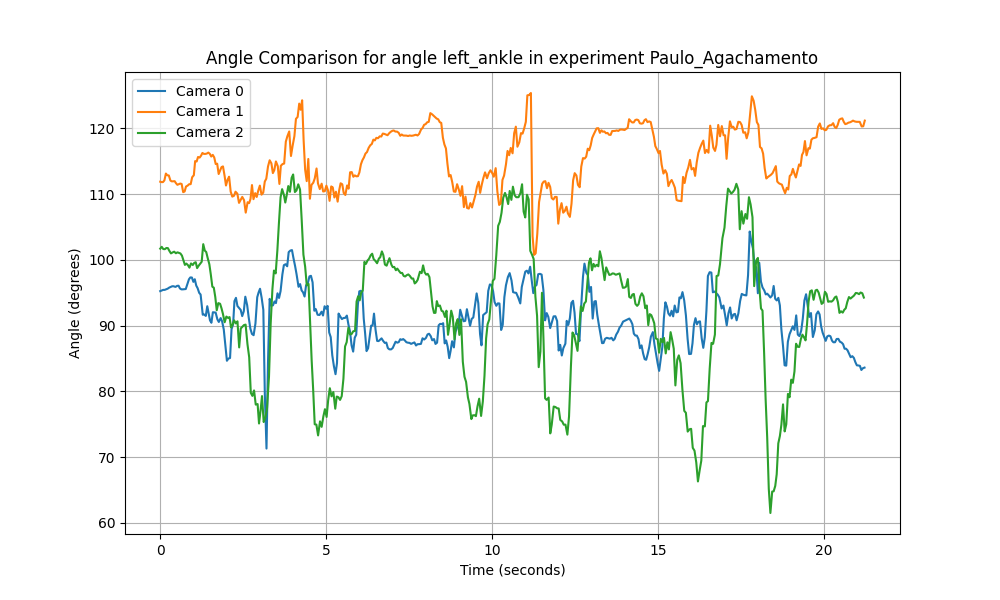 Angle Comparison for angle left_ankle in experiment Paulo_Agachamento
Camera 0
Camera 1
Camera 2
Angle (degrees)
120
110
100
90
80
70
60
0 5 10 15 20
Time (seconds)